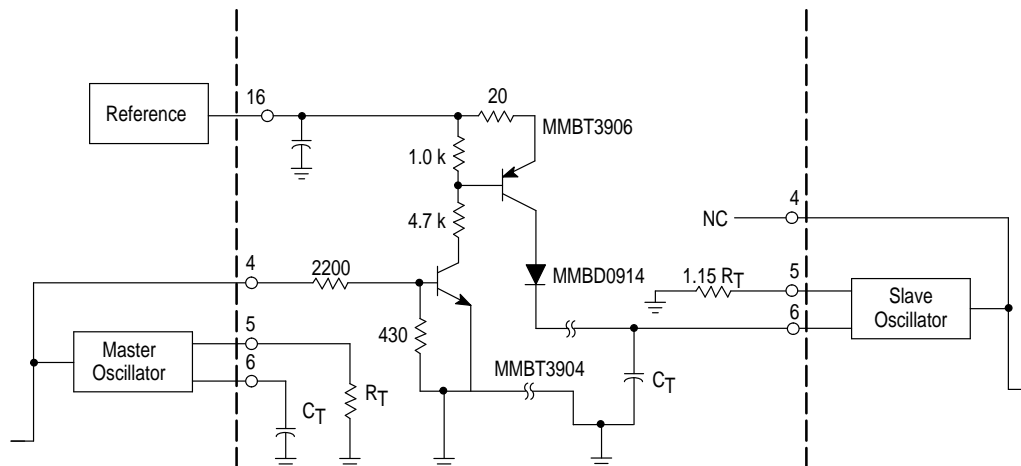 Reference
16
20
MMBT3906
1.0 k
4.7 k
4
NC
4
2200
MMBD0914
1.15 RT
5
6
Slave
Oscillator
430
Master
Oscillator
5
6
RT
CT
MMBT3904
CT